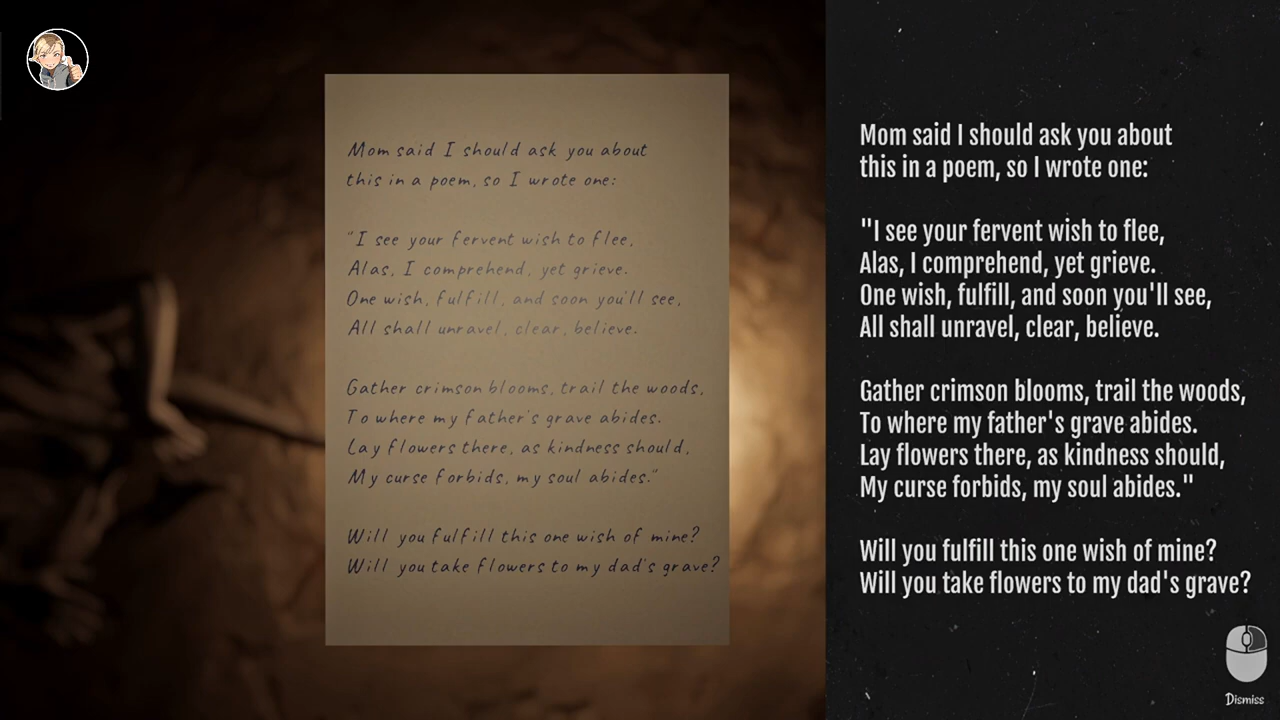 Mom said I should ask you about
this in a poem, so I wrote one:
"I see your fervent wish to flee,
Alas, I comprehend, yet grieve.
One wish, fulfill, and soon you'll see,
All shall unravel, clear, believe.
Gather crimson blooms, trail the woods,
To where my father's grave abides.
Lay flowers there, as kindness should,
My curse forbids, my soul abides."
Will you fulfill this one wish of mine?
Will you take flowers to my dad's grave?
Mom said I should ask you about
this in a poem, so I wrote one:
"I see your fervent wish to flee,
Alas, I comprehend, yet grieve.
One wish, fulfill, and soon you'll see,
All shall unravel, clear, believe.
Gather crimson blooms, trail the woods,
To where my father's grave abides.
Lay flowers there, as kindness should,
My curse forbids, my soul abides."
Will you fulfill this one wish of mine?
Will you take flowers to my dad's grave?
Dismiss